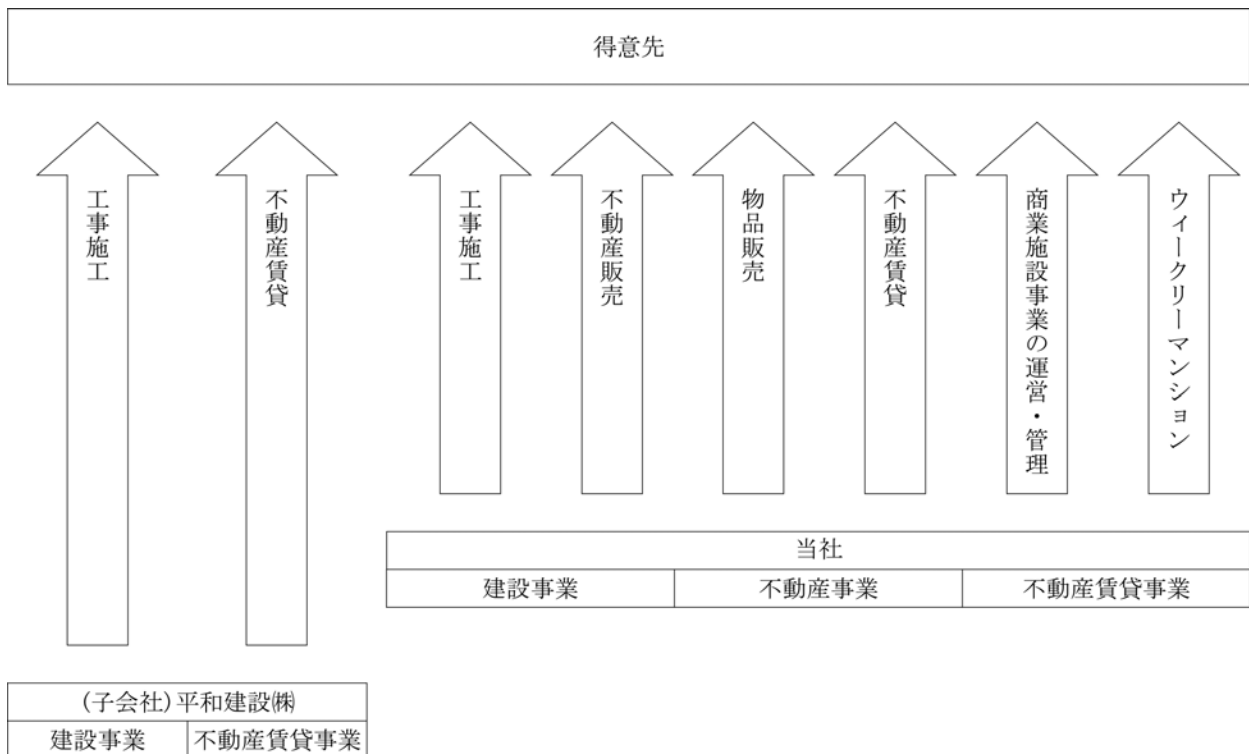 得意先
工事施工
不動産賃貸
工事施工
不動産販売
物品販売
不動産賃貸
商業施設事業の運営・管理
ウィークリーマンション
当社
建設事業
不動産事業
不動産賃貸事業
(子会社)平和建設㈱
建設事業
不動産賃貸事業